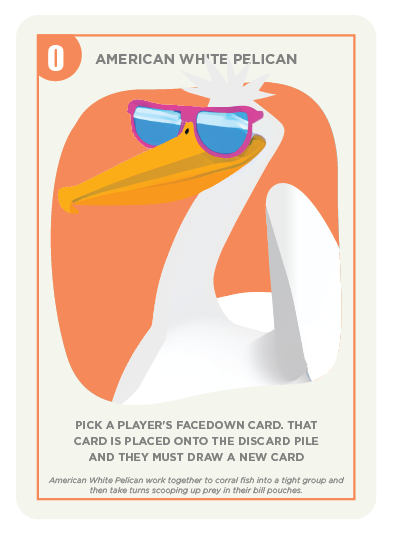 0
AMERICAN WHITE PELICAN
PICK A PLAYER'S FACEDOWN CARD. THAT
CARD IS PLACED ONTO THE DISCARD PILE
AND THEY MUST DRAW A NEW CARD
American White Pelican work together to corral fish into a tight group and
then take turns scooping up prey in their bill pouches.